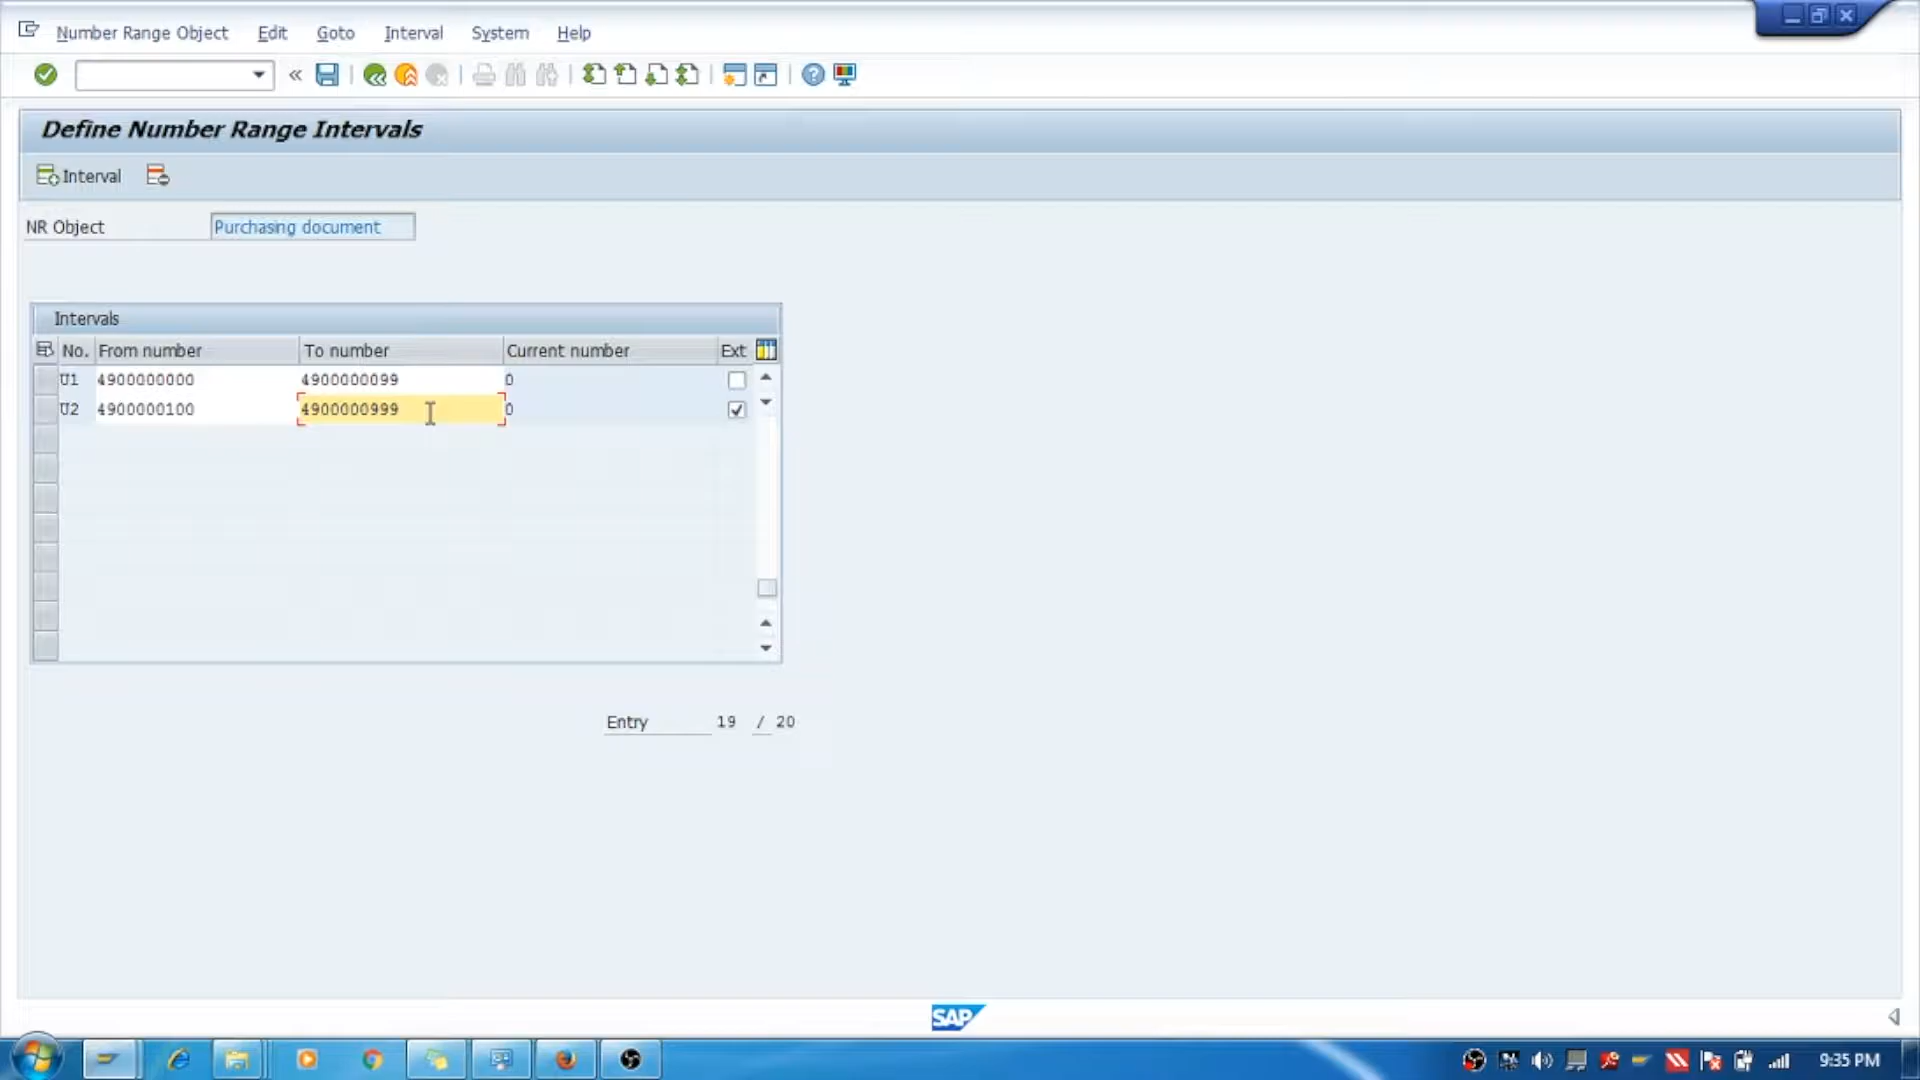 Number Range Object Edit Goto Interval System Help
Define Number Range Intervals
Interval
NR Object Purchasing document
Intervals
No. From number To number Current number Ext
U1 4900000000 4900000099 0
U2 4900000100 4900000999 0
Entry 19 / 20
SAP
9:35 PM